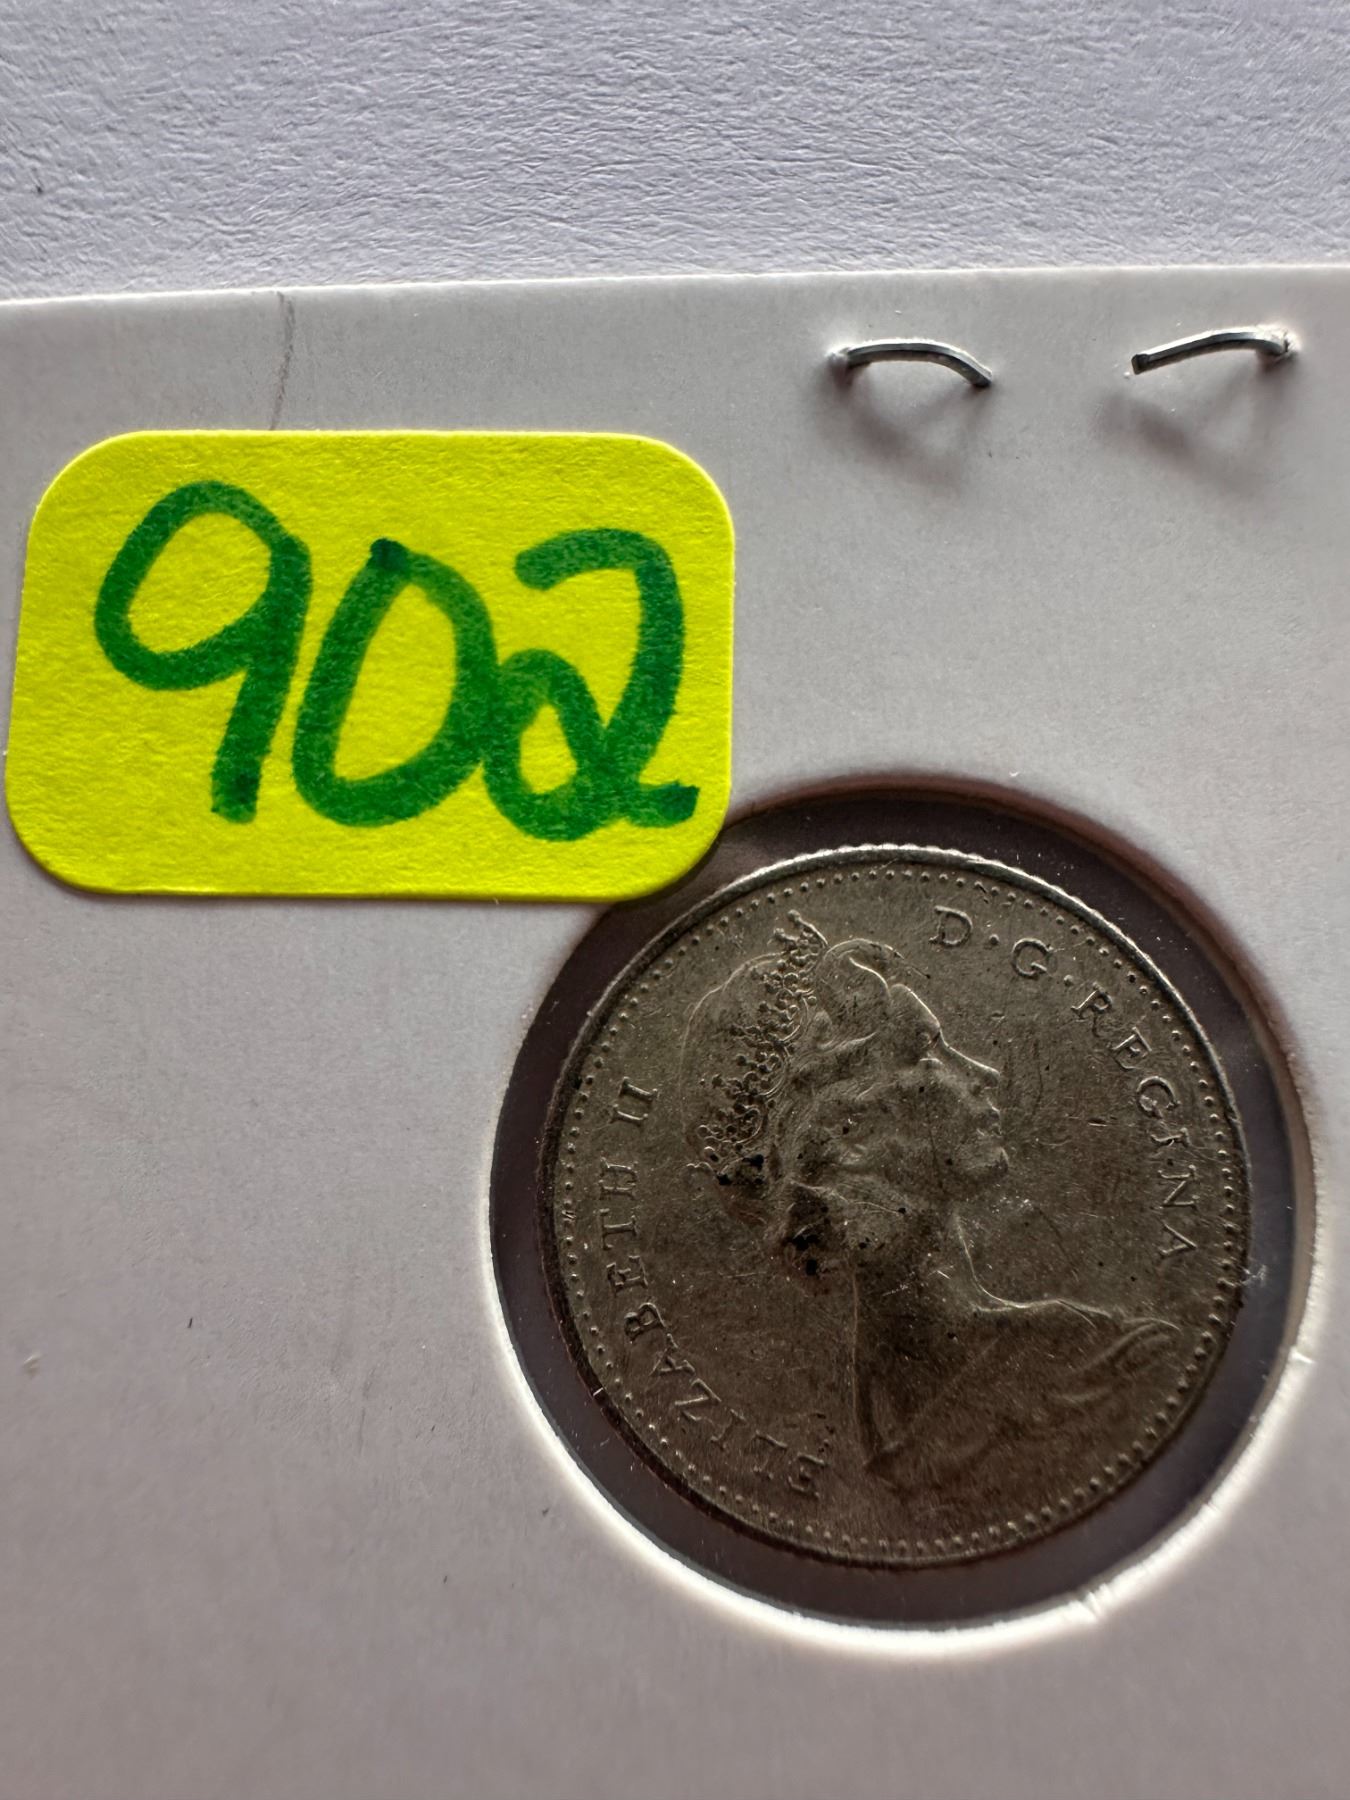 902
ELIZABETH II D·G·REGINA